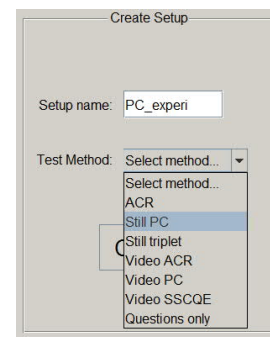 Create Setup
Setup name: PC_experi
Test Method: Select method...
Select method...
ACR
Still PC
Still triplet
Video ACR
Video PC
Video SSCQE
Questions only